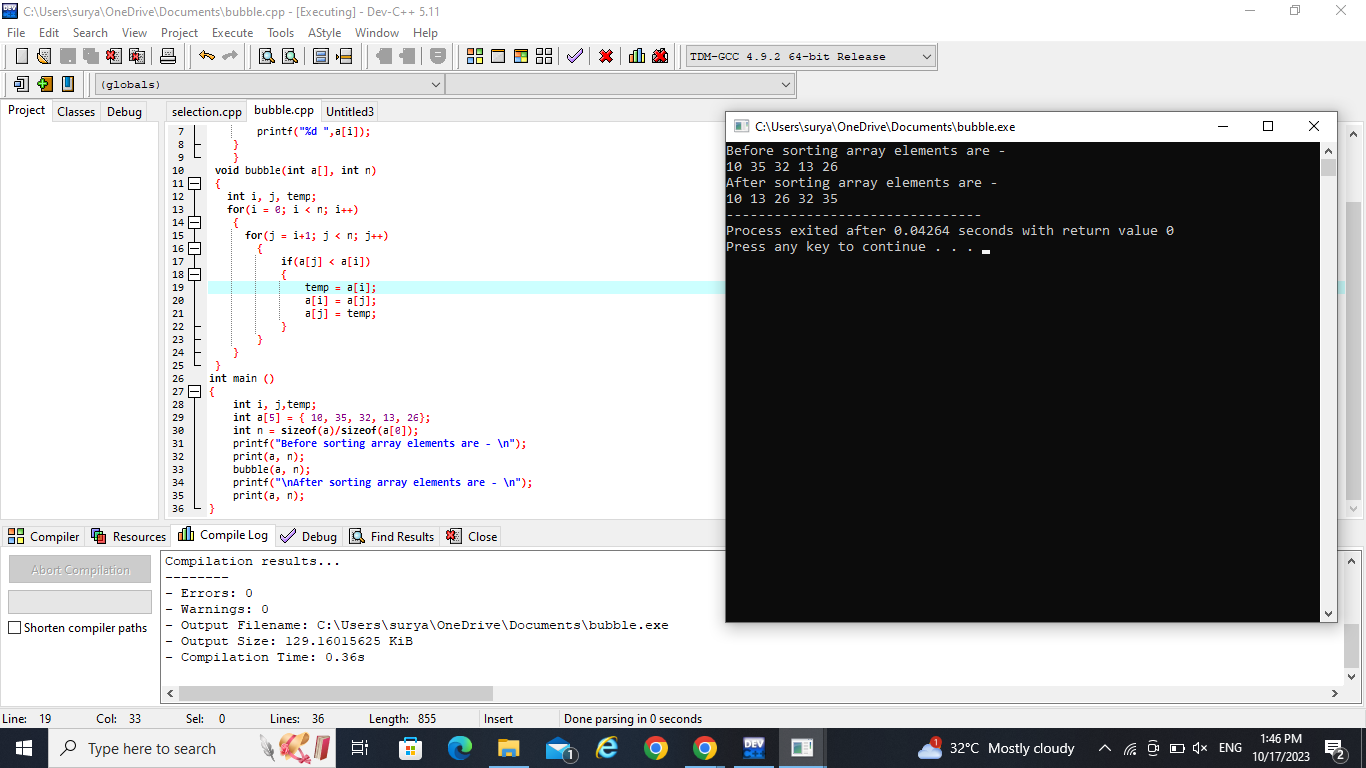 C:\Users\surya\OneDrive\Documents\bubble.cpp - [Executing] - Dev-C++ 5.11
File Edit Search View Project Execute Tools AStyle Window Help
TDM-GCC 4.9.2 64-bit Release
(globals)
Project Classes Debug
selection.cpp bubble.cpp Untitled3
7 printf("%d ",a[i]);
8 }
9 }
10 void bubble(int a[], int n)
11 {
12 int i, j, temp;
13 for(i = 0; i < n; i++)
14 {
15 for(j = i+1; j < n; j++)
16 {
17 if(a[j] < a[i])
18 {
19 temp = a[i];
20 a[i] = a[j];
21 a[j] = temp;
22 }
23 }
24 }
25 }
26 int main ()
27 {
28 int i, j,temp;
29 int a[5] = { 10, 35, 32, 13, 26};
30 int n = sizeof(a)/sizeof(a[0]);
31 printf("Before sorting array elements are - \n");
32 print(a, n);
33 bubble(a, n);
34 printf("\nAfter sorting array elements are - \n");
35 print(a, n);
36 }
C:\Users\surya\OneDrive\Documents\bubble.exe
Before sorting array elements are -
10 35 32 13 26
After sorting array elements are -
10 13 26 32 35
--------------------------------
Process exited after 0.04264 seconds with return value 0
Press any key to continue . . .
Compiler Resources Compile Log Debug Find Results Close
Abort Compilation
Shorten compiler paths
Compilation results...
--------
- Errors: 0
- Warnings: 0
- Output Filename: C:\Users\surya\OneDrive\Documents\bubble.exe
- Output Size: 129.16015625 KiB
- Compilation Time: 0.36s
Line: 19 Col: 33 Sel: 0 Lines: 36 Length: 855 Insert Done parsing in 0 seconds
Type here to search
1
DEV
1
32°C Mostly cloudy
ENG
1:46 PM
10/17/2023
2